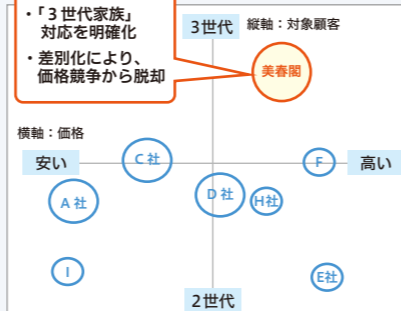 ・「３世代家族」
対応を明確化
・差別化により、
価格競争から脱却
3世代
縦軸：対象顧客
美春閣
横軸：価格
安い
C社
F
高い
A社
D社
H社
I
E社
2世代